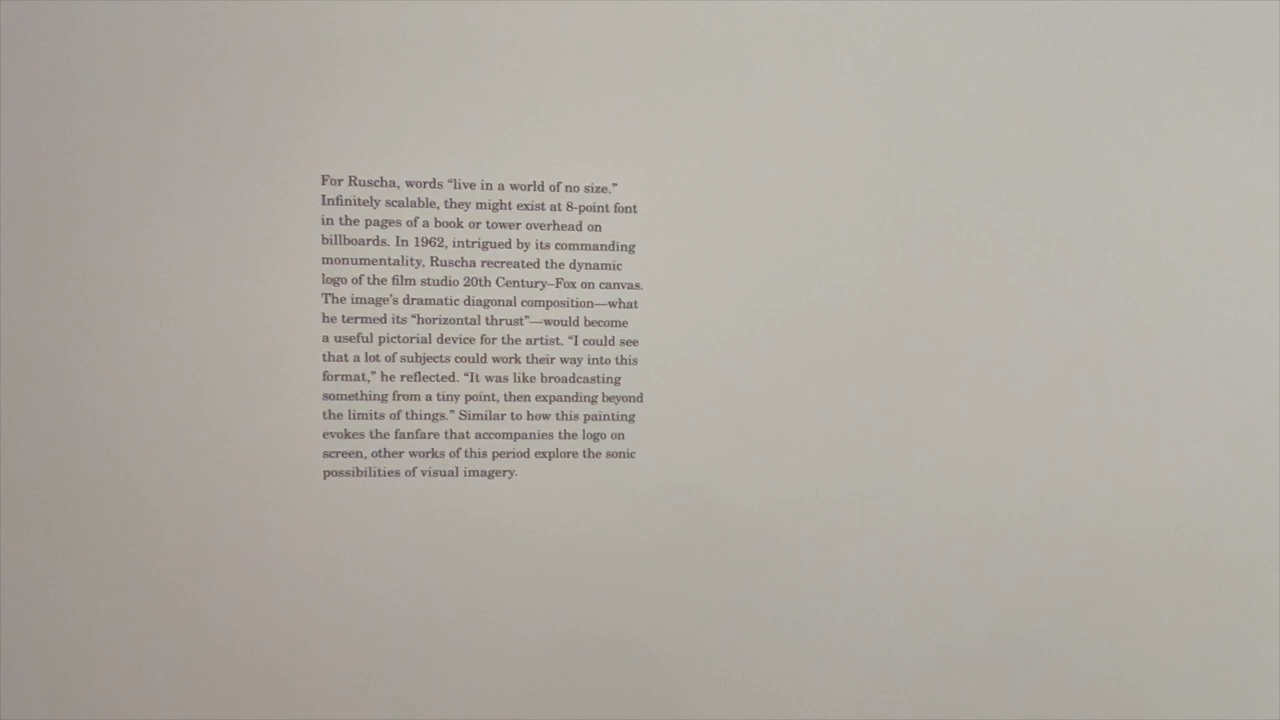 For Ruscha, words “live in a world of no size.”
Infinitely scalable, they might exist at 8-point font
in the pages of a book or tower overhead on
billboards. In 1962, intrigued by its commanding
monumentality, Ruscha recreated the dynamic
logo of the film studio 20th Century–Fox on canvas.
The image’s dramatic diagonal composition—what
he termed its “horizontal thrust”—would become
a useful pictorial device for the artist. “I could see
that a lot of subjects could work their way into this
format,” he reflected. “It was like broadcasting
something from a tiny point, then expanding beyond
the limits of things.” Similar to how this painting
evokes the fanfare that accompanies the logo on
screen, other works of this period explore the sonic
possibilities of visual imagery.